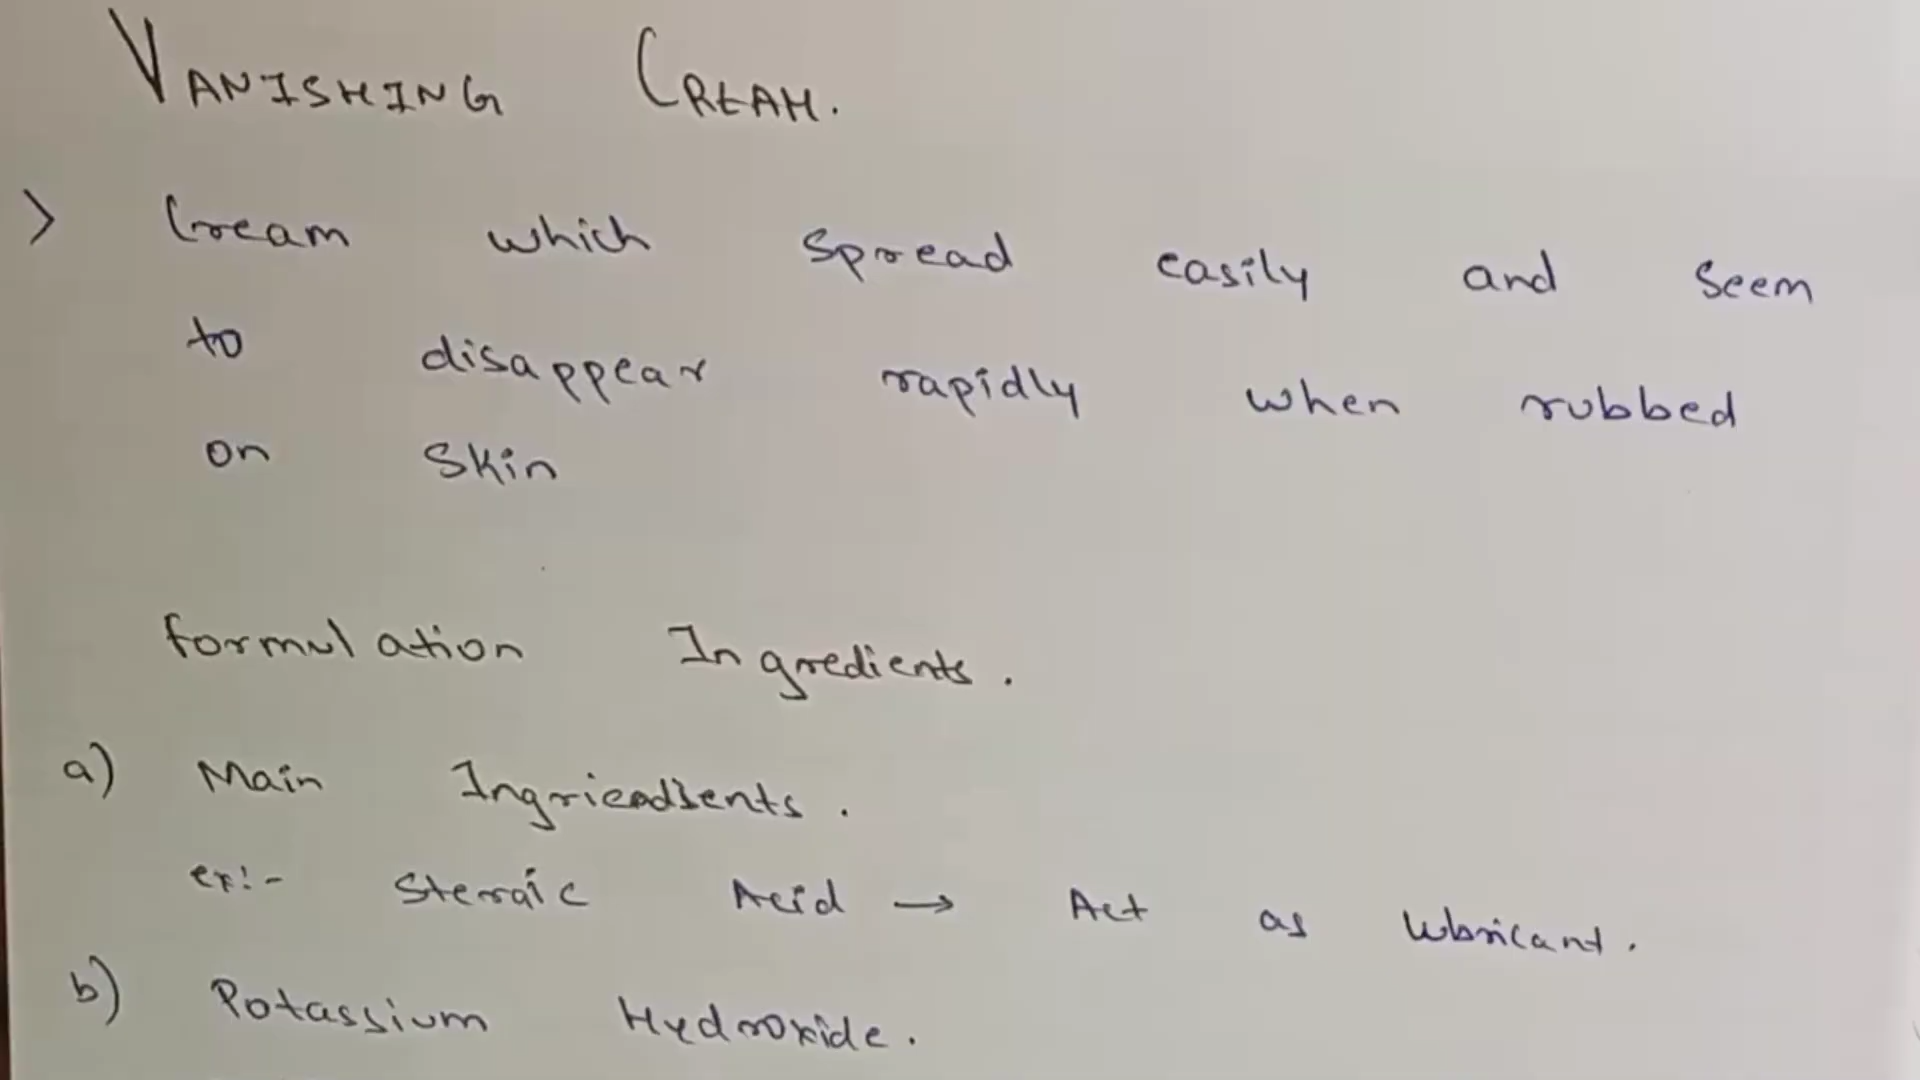 VANISHING CREAM.
> Cream which spread easily and seem
to disappear rapidly when rubbed
on skin
formulation Ingredients.
a) Main Ingrieadients.
ex:- Steraic Acid → Act as lubricant.
b) Potassium Hydroxide.